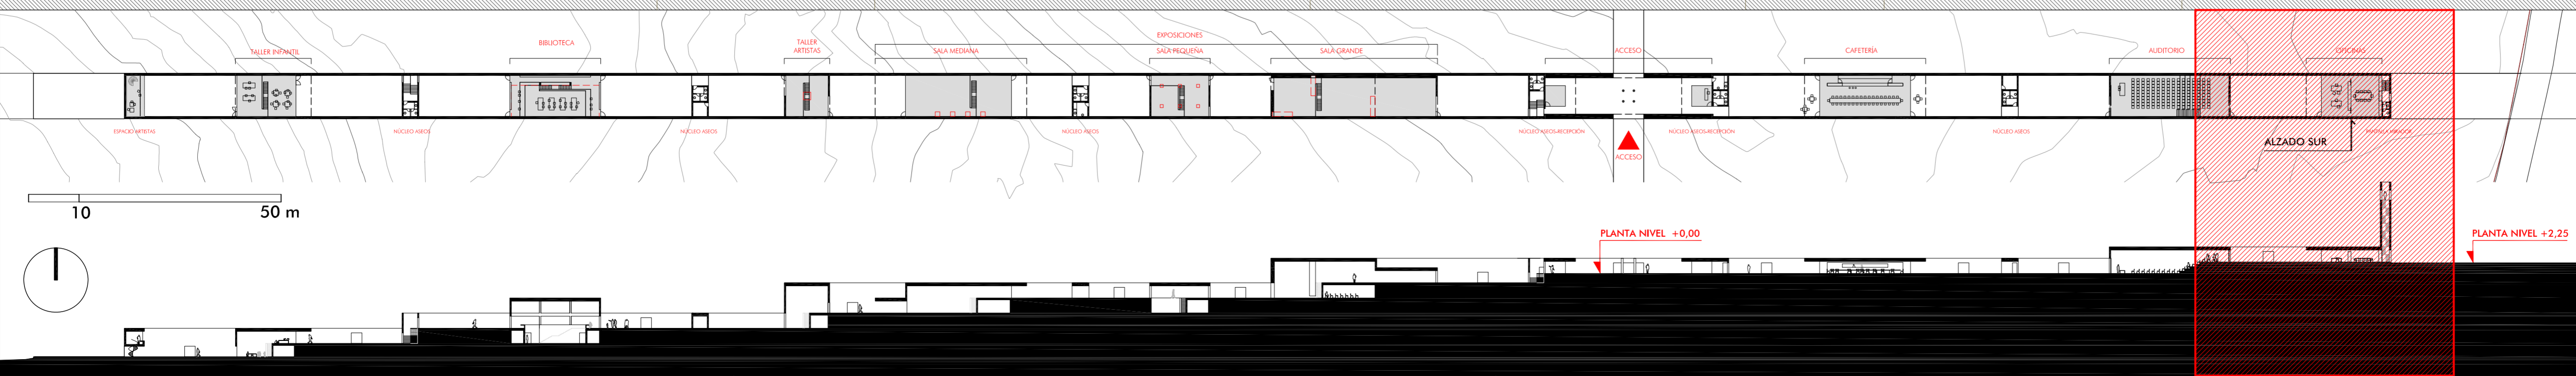 EXPOSICIONES
TALLER INFANTIL
BIBLIOTECA
TALLER
ARTISTAS
SALA MEDIANA
SALA PEQUEÑA
SALA GRANDE
ACCESO
CAFETERÍA
AUDITORIO
OFICINAS
ESPACIO ARTISTAS
NÚCLEO ASEOS
NÚCLEO ASEOS
NÚCLEO ASEOS
NÚCLEO ASEOS-RECEPCIÓN
NÚCLEO ASEOS-RECEPCIÓN
NÚCLEO ASEOS
PANTALLA MIRADOR
ALZADO SUR
ACCESO
10
50 m
PLANTA NIVEL +0,00
PLANTA NIVEL +2,25